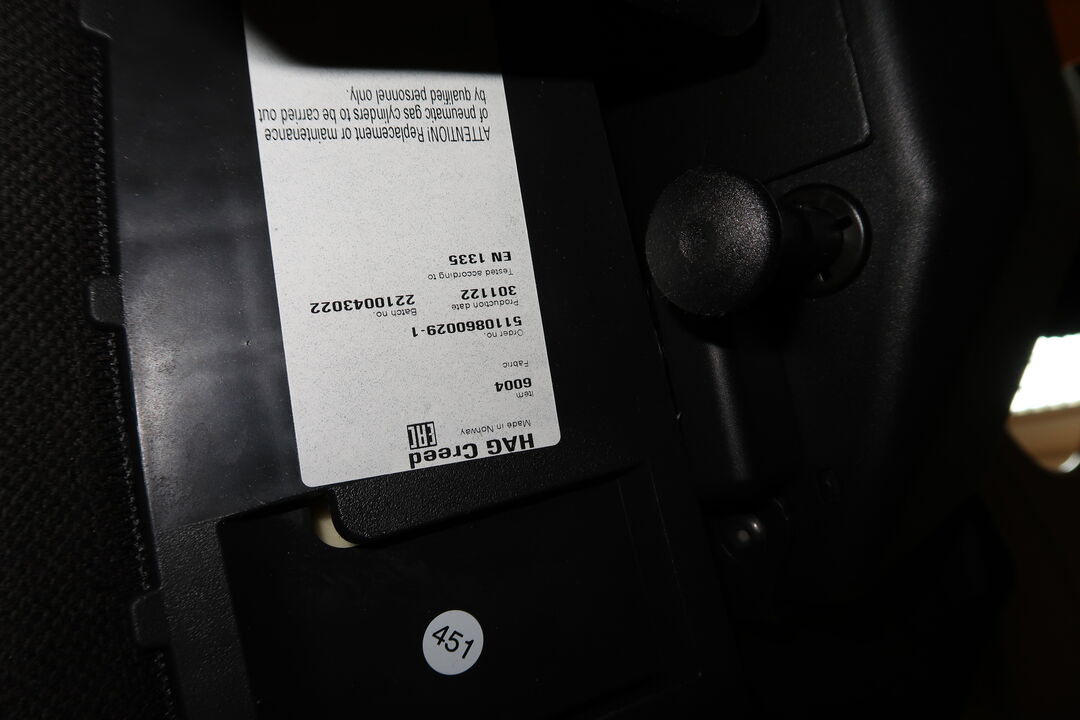 HAG Creed
Made in Norway
EAC
item
6004
Fabric
Order no.
5110860029-1
Production date Batch no.
301122 2210043022
Tested according to
EN 1335
ATTENTION! Replacement or maintenance
of pneumatic gas cylinders to be carried out
by qualified personnel only.
451